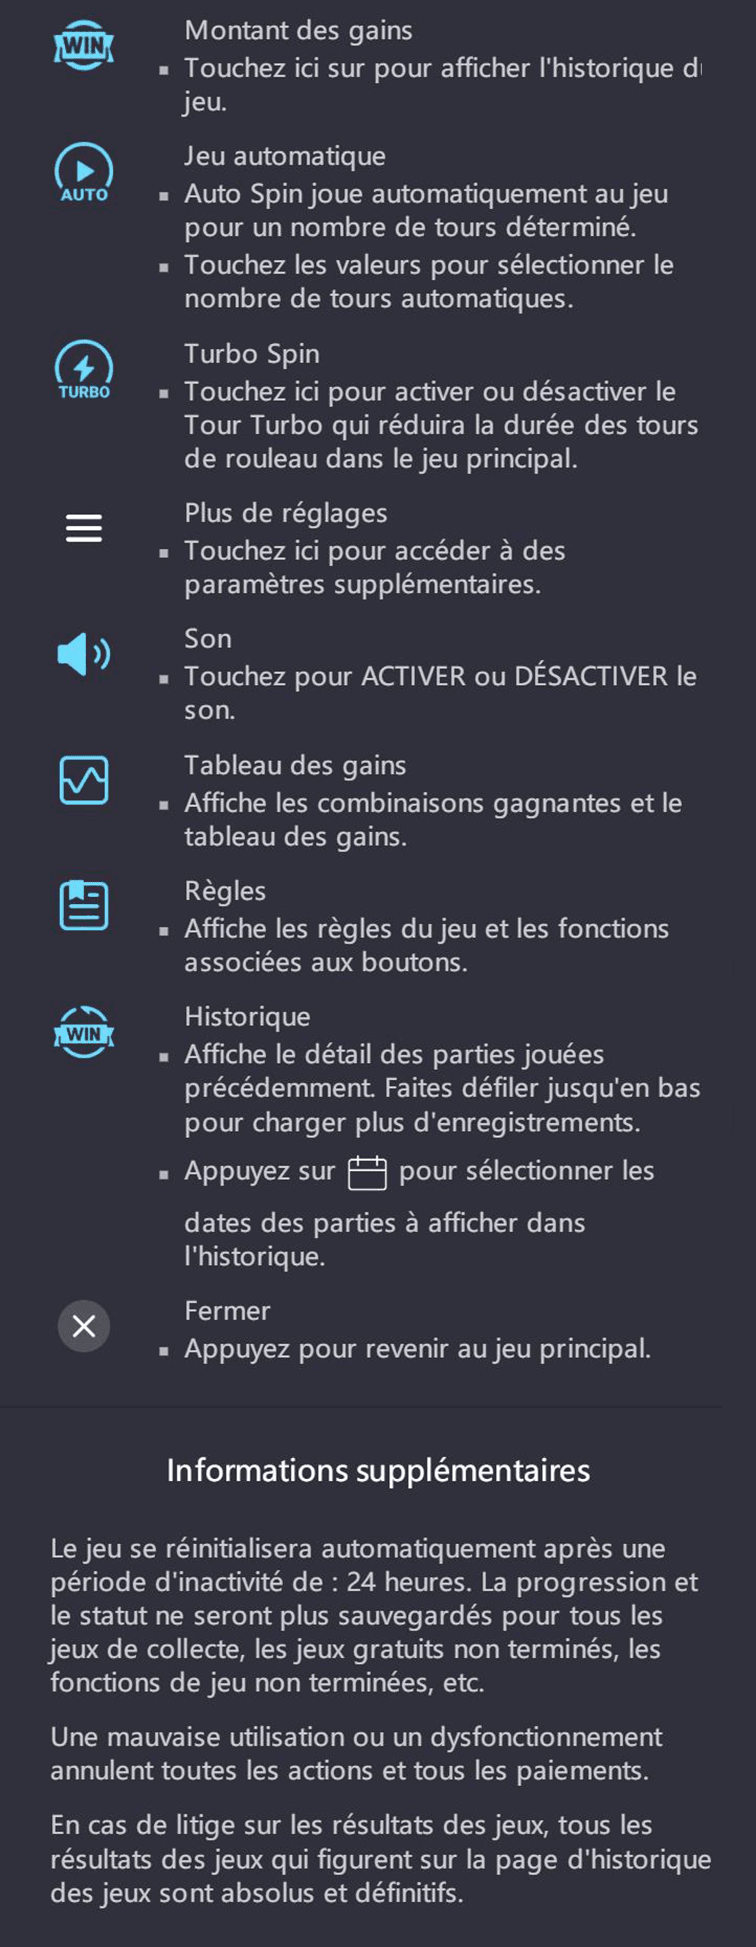 WIN
Montant des gains
▪ Touchez ici sur pour afficher l'historique du
jeu.
AUTO
Jeu automatique
▪ Auto Spin joue automatiquement au jeu
pour un nombre de tours déterminé.
▪ Touchez les valeurs pour sélectionner le
nombre de tours automatiques.
TURBO
Turbo Spin
▪ Touchez ici pour activer ou désactiver le
Tour Turbo qui réduira la durée des tours
de rouleau dans le jeu principal.
Plus de réglages
▪ Touchez ici pour accéder à des
paramètres supplémentaires.
Son
▪ Touchez pour ACTIVER ou DÉSACTIVER le
son.
Tableau des gains
▪ Affiche les combinaisons gagnantes et le
tableau des gains.
Règles
▪ Affiche les règles du jeu et les fonctions
associées aux boutons.
WIN
Historique
▪ Affiche le détail des parties jouées
précédemment. Faites défiler jusqu'en bas
pour charger plus d'enregistrements.
▪ Appuyez sur pour sélectionner les
dates des parties à afficher dans
l'historique.
Fermer
▪ Appuyez pour revenir au jeu principal.
Informations supplémentaires
Le jeu se réinitialisera automatiquement après une
période d'inactivité de : 24 heures. La progression et
le statut ne seront plus sauvegardés pour tous les
jeux de collecte, les jeux gratuits non terminés, les
fonctions de jeu non terminées, etc.
Une mauvaise utilisation ou un dysfonctionnement
annulent toutes les actions et tous les paiements.
En cas de litige sur les résultats des jeux, tous les
résultats des jeux qui figurent sur la page d'historique
des jeux sont absolus et définitifs.